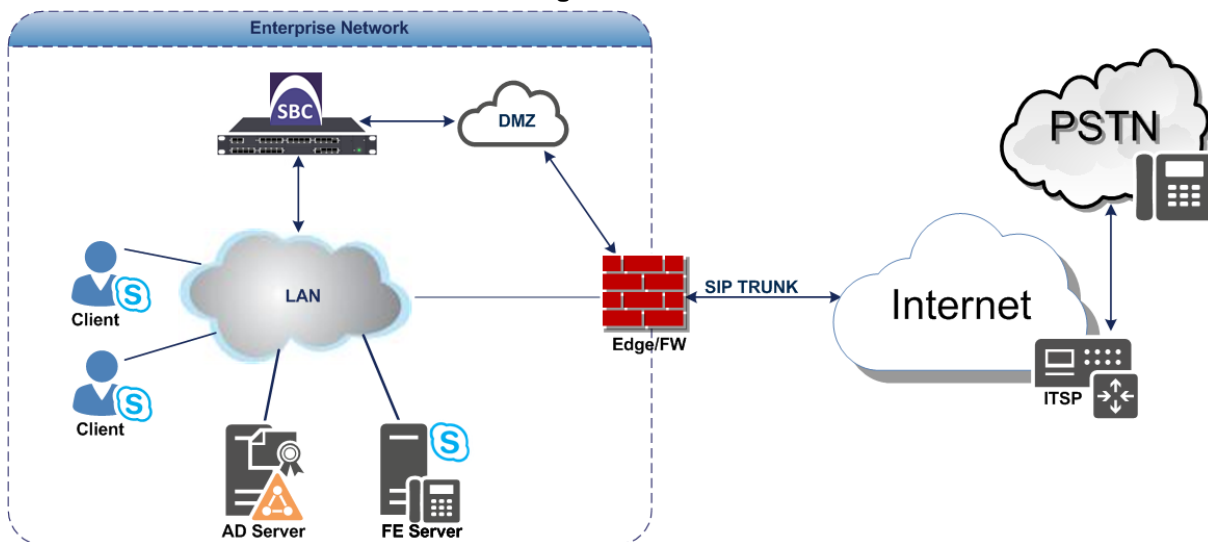 Enterprise Network
SBC
DMZ
PSTN
LAN
SIP TRUNK
Internet
Client
S
Edge/FW
ITSP
Client
S
S
AD Server
FE Server